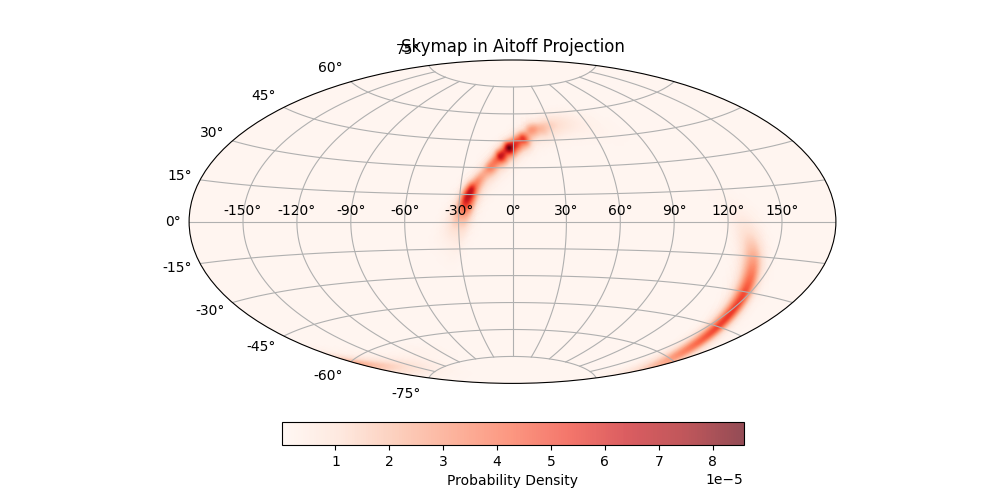 Skymap in Aitoff Projection
75°
60°
45°
30°
15°
-150° -120° -90° -60° -30° 0° 30° 60° 90° 120° 150°
0°
-15°
-30°
-45°
-60°
-75°
1 2 3 4 5 6 7 8
1e−5
Probability Density